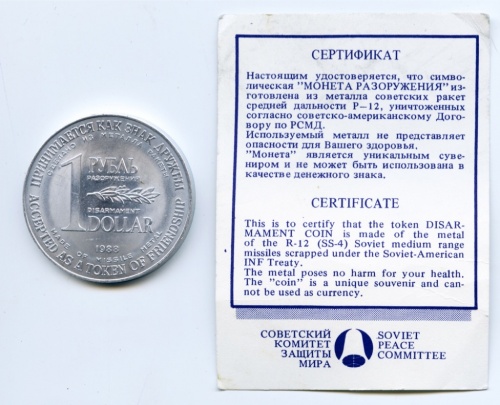 ПРИНИМАЕТСЯ КАК ЗНАК ДРУЖБЫ
1 РУБЛЬ
РАЗОРУЖЕНИЯ
DISARMAMENT
DOLLAR
1988
MADE OF MISSILE METAL
ACCEPTED AS A TOKEN OF FRIENDSHIP
СЕРТИФИКАТ
Настоящим удостоверяется, что симво-
лическая "МОНЕТА РАЗОРУЖЕНИЯ" из-
готовлена из металла советских ракет
средней дальности Р-12, уничтоженных
согласно советско-американскому Дого-
вору по РСМД.
Используемый металл не представляет
опасности для Вашего здоровья.
"Монета" является уникальным суве-
ниром и не может быть использована в
качестве денежного знака.
CERTIFICATE
This is to certify that the token DISAR-
MAMENT COIN is made of the metal
of the R-12 (SS-4) Soviet medium range
missiles scrapped under the Soviet-American
INF Treaty.
The metal poses no harm for your health.
The "coin" is a unique souvenir and can
not be used as currency.
СОВЕТСКИЙ
КОМИТЕТ
ЗАЩИТЫ
МИРА
SOVIET
PEACE
COMMITTEE